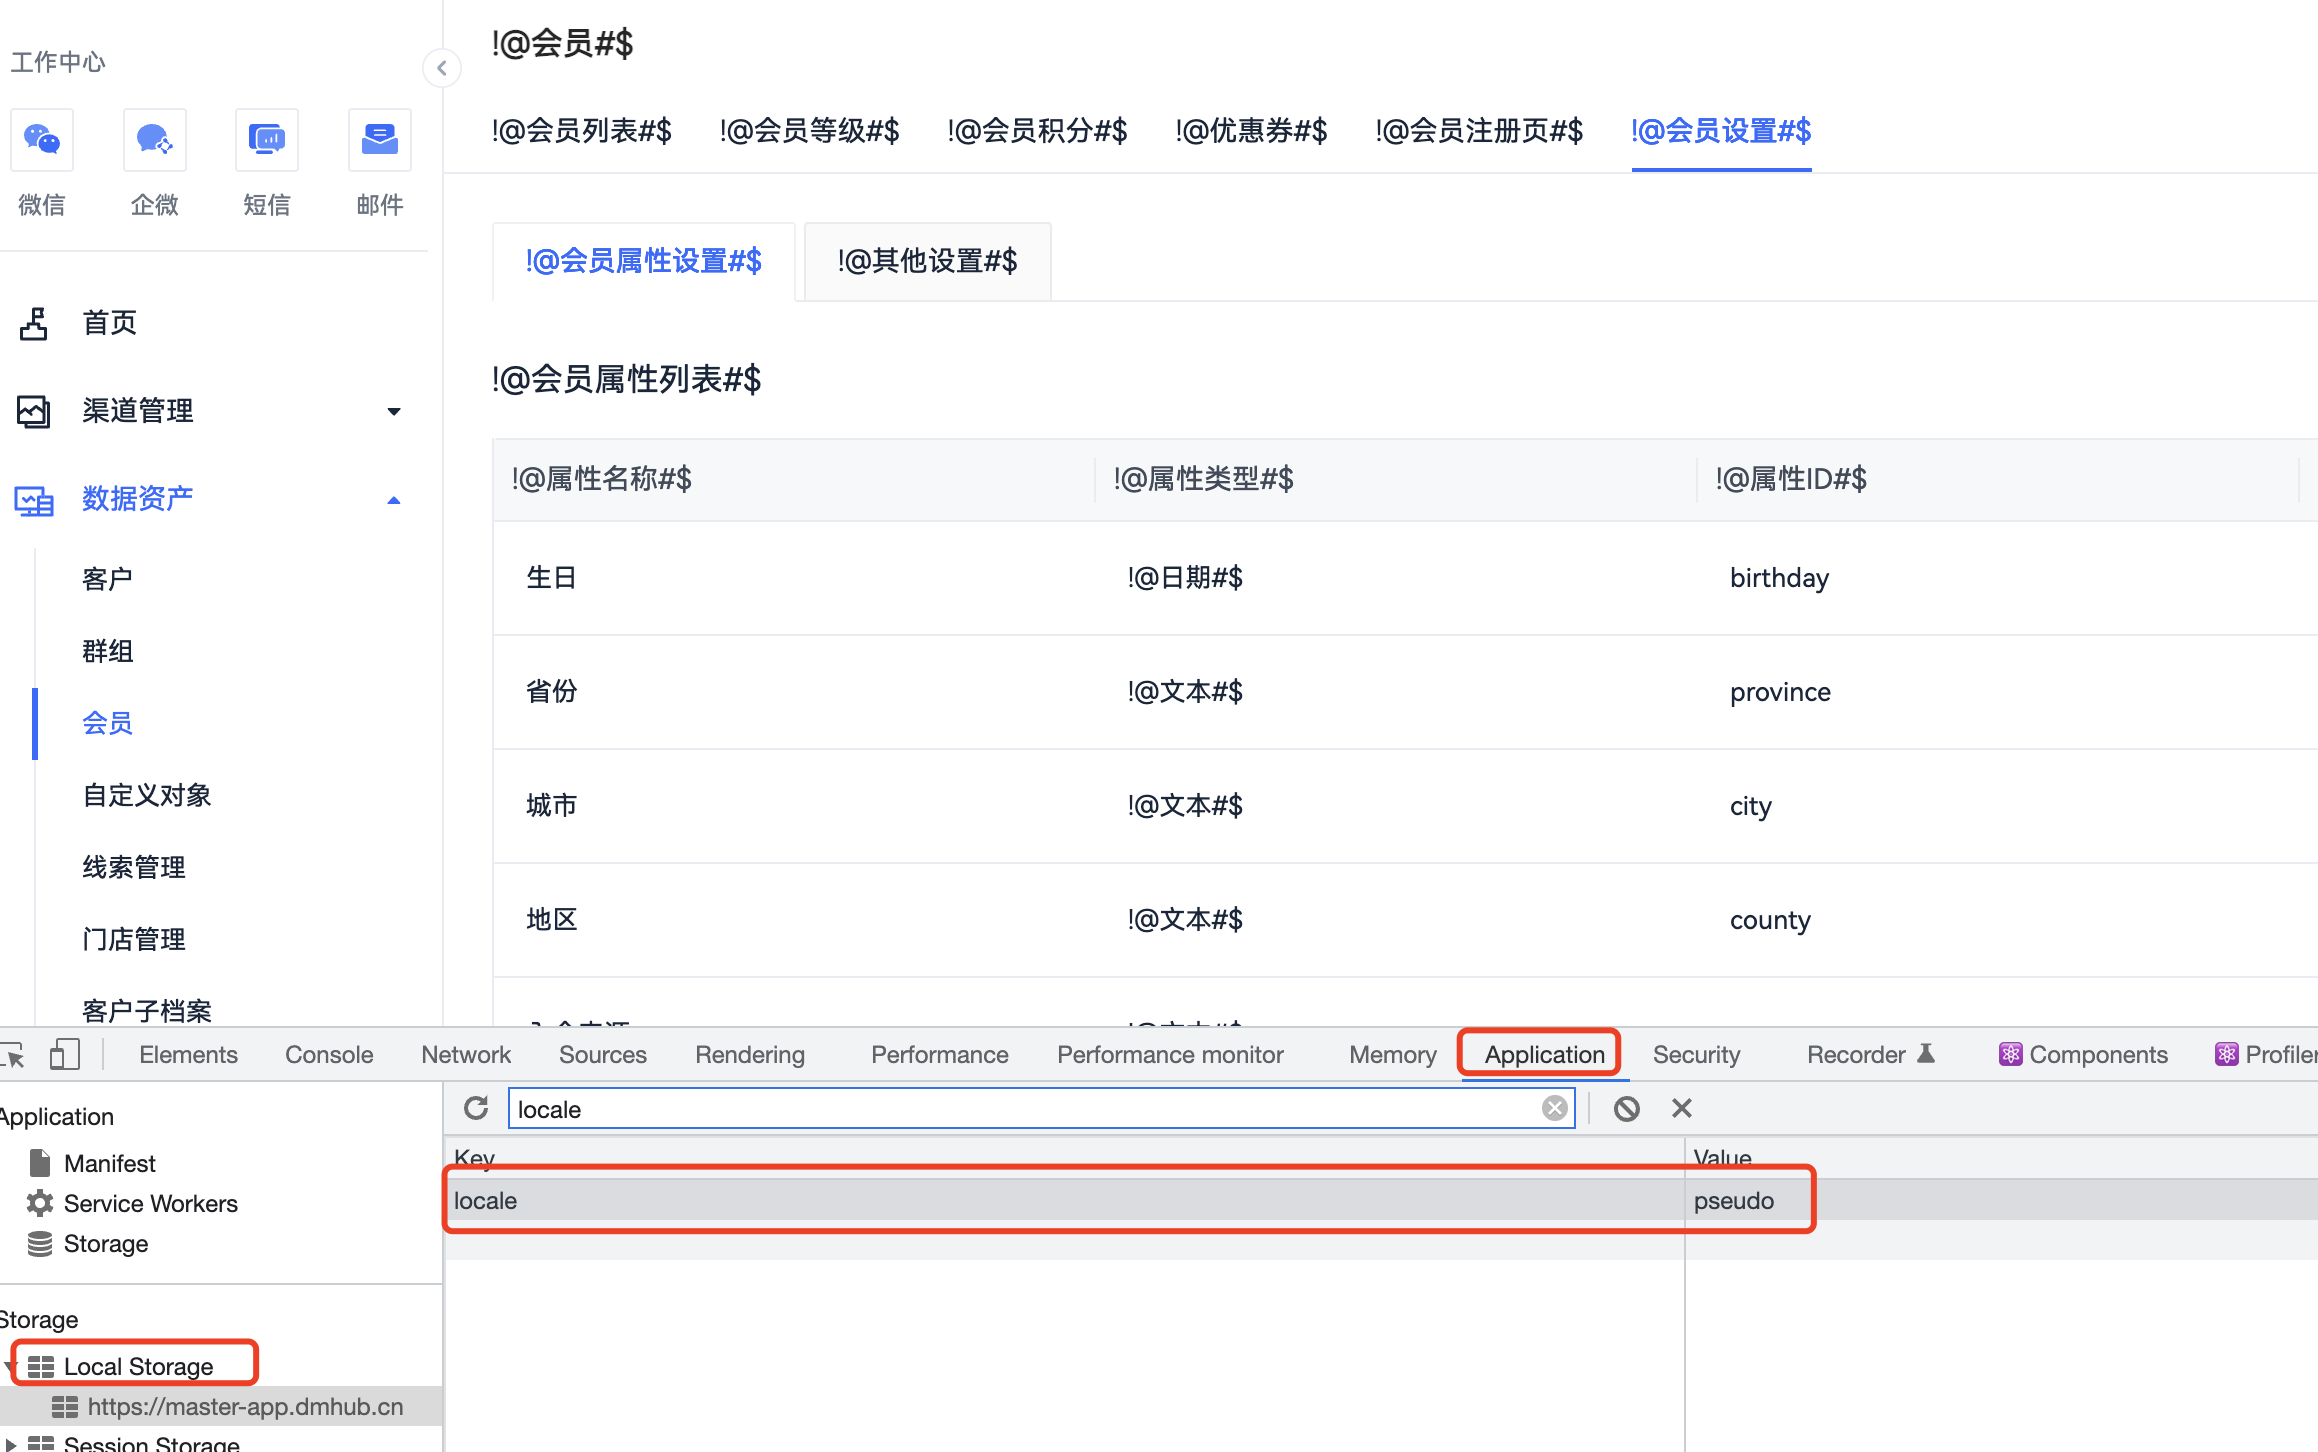 工作中心
微信 企微 短信 邮件
首页
渠道管理
数据资产
客户
群组
会员
自定义对象
线索管理
门店管理
客户子档案
!@会员#$
!@会员列表#$ !@会员等级#$ !@会员积分#$ !@优惠券#$ !@会员注册页#$ !@会员设置#$
!@会员属性设置#$ !@其他设置#$
!@会员属性列表#$
!@属性名称#$ !@属性类型#$ !@属性ID#$
生日 !@日期#$ birthday
省份 !@文本#$ province
城市 !@文本#$ city
地区 !@文本#$ county
Elements Console Network Sources Rendering Performance Performance monitor Memory Application Security Recorder Components Profiler
Application
Manifest
Service Workers
Storage
Storage
Local Storage
https://master-app.dmhub.cn
Session Storage
locale
Key Value
locale pseudo